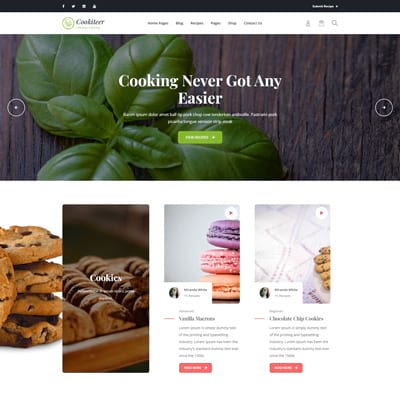 Submit Recipe
Cookiteer
Home Pages Blog Recipes Pages Shop Contact Us
Cooking Never Got Any
Easier
Bacon ipsum dolor amet ball tip pork chop cow tenderloin andouille. Pastrami pork
picanha tongue venison strip steak
VIEW RECIPES
Cookies
Miranda White
15 Recipes
Advanced
Vanilla Macrons
Lorem Ipsum is simply
dummy text of the
printing and typesetting
industry. Lorem Ipsum
has been the industry's
standard dummy text
ever since the 1500s,
READ MORE
Miranda White
15 Recipes
Beginner
Chocolate Chip Cookies
Lorem Ipsum is simply dummy text
of the printing and typesetting
industry. Lorem Ipsum has been
the industry's standard dummy
text ever since the 1500s,
READ MORE